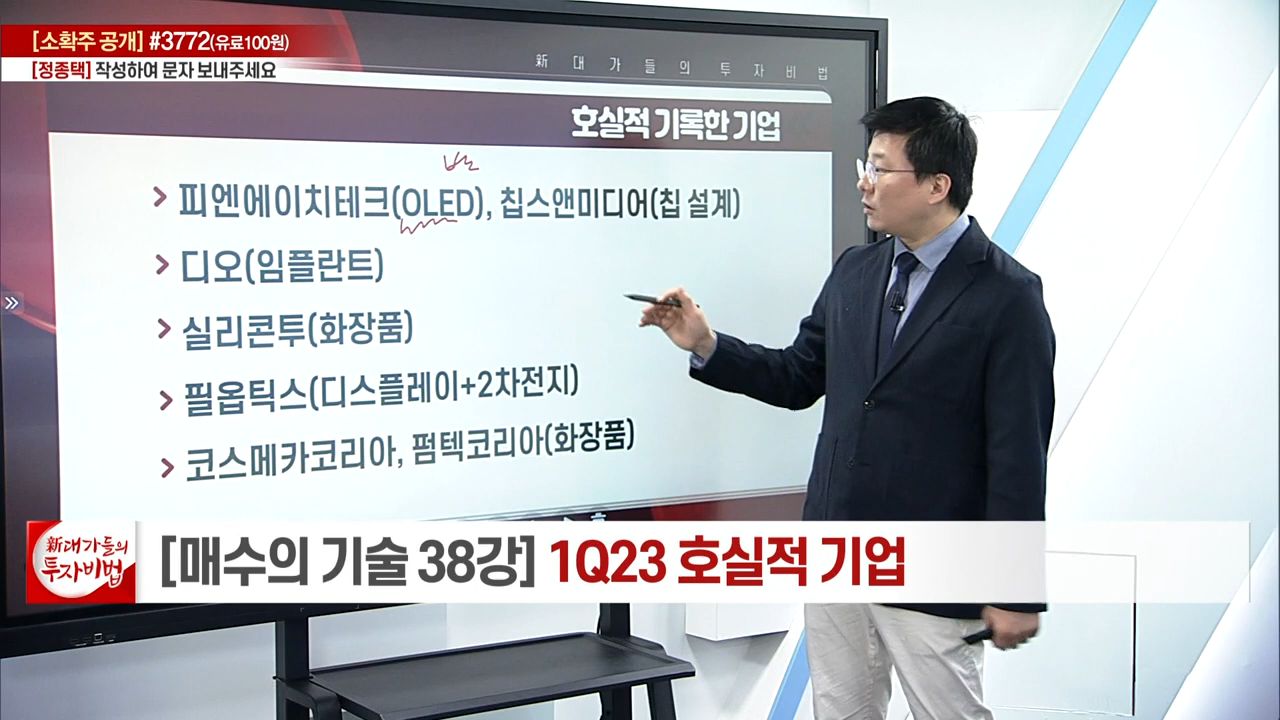 [소확주 공개] #3772(유료100원)
[정종택] 작성하여 문자 보내주세요
新 대 가 들 의 투 자 비 법
호실적 기록한 기업
> 피엔에이치테크(OLED), 칩스앤미디어(칩 설계)
> 디오(임플란트)
> 실리콘투(화장품)
> 필옵틱스(디스플레이+2차전지)
> 코스메카코리아, 펌텍코리아(화장품)
新대가들의
투자비법
[매수의 기술 38강] 1Q23 호실적 기업